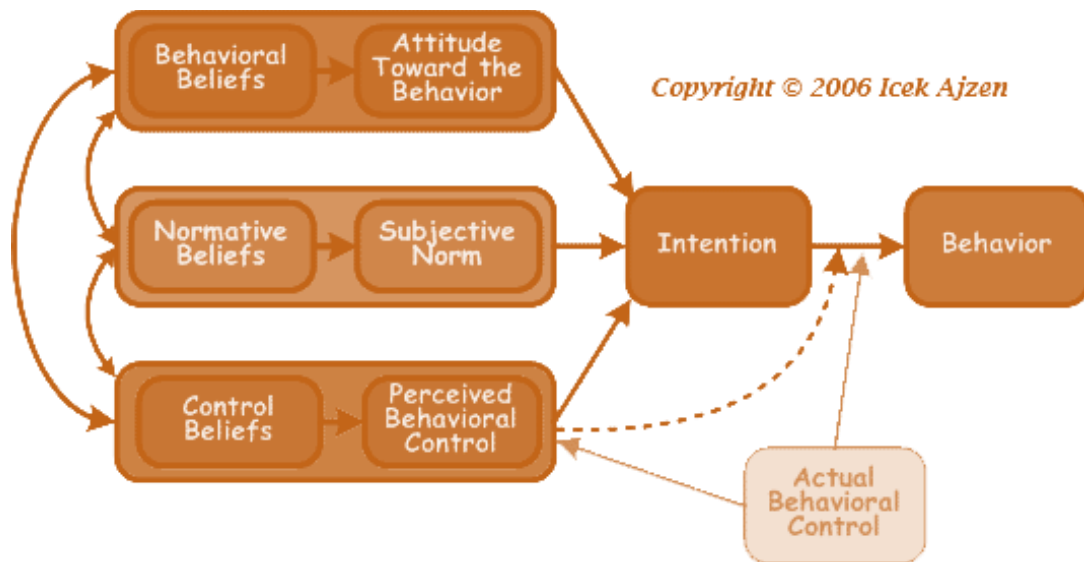 Behavioral
Beliefs
Attitude
Toward the
Behavior
Copyright © 2006 Icek Ajzen
Normative
Beliefs
Subjective
Norm
Intention
Behavior
Control
Beliefs
Perceived
Behavioral
Control
Actual
Behavioral
Control